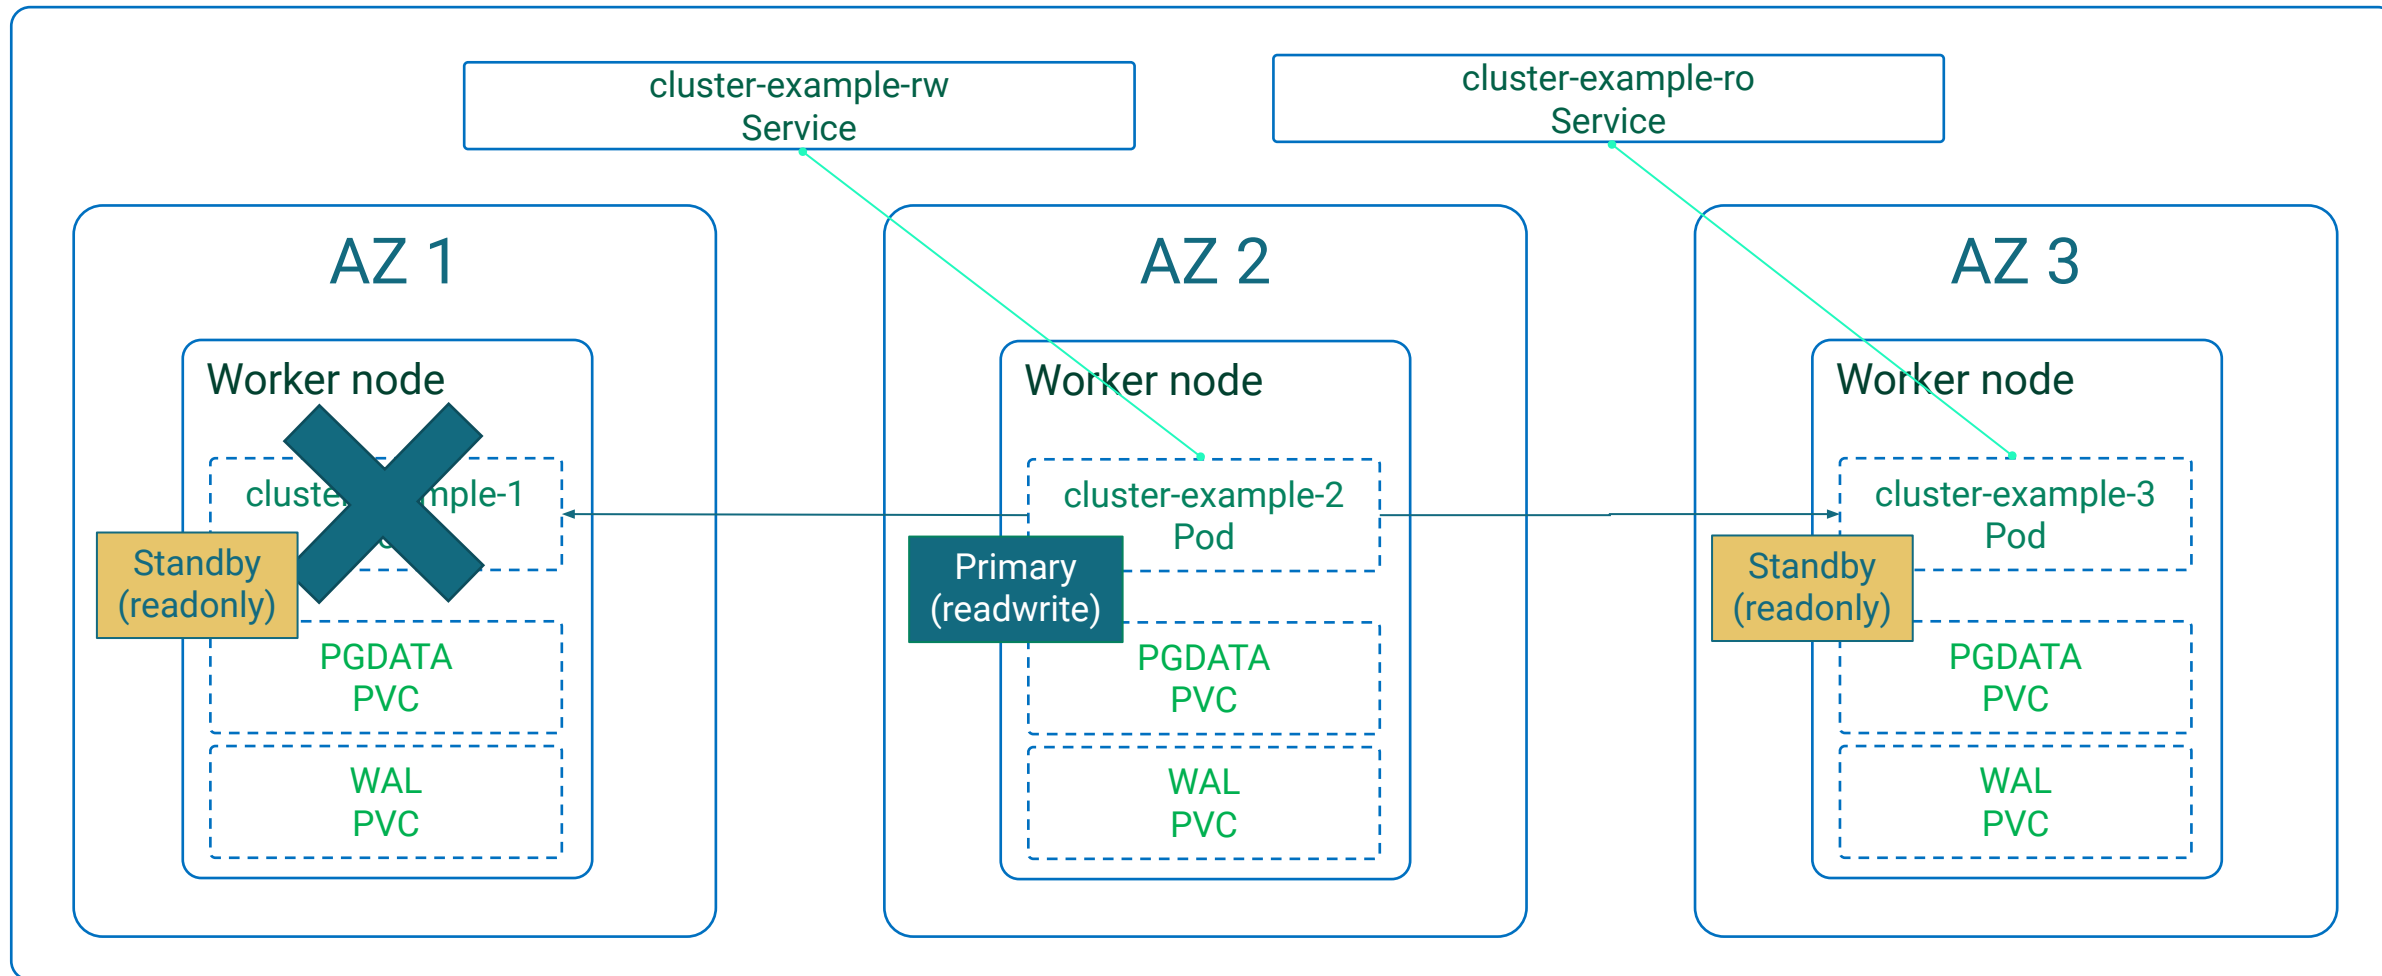 cluster-example-rw
Service
cluster-example-ro
Service
AZ 1
Worker node
mple-1
Standby
(readonly)
PGDATA
PVC
WAL
PVC
AZ 2
Worker node
cluster-example-2
Pod
Primary
(readwrite)
PGDATA
PVC
WAL
PVC
AZ 3
Worker node
cluster-example-3
Pod
Standby
(readonly)
PGDATA
PVC
WAL
PVC